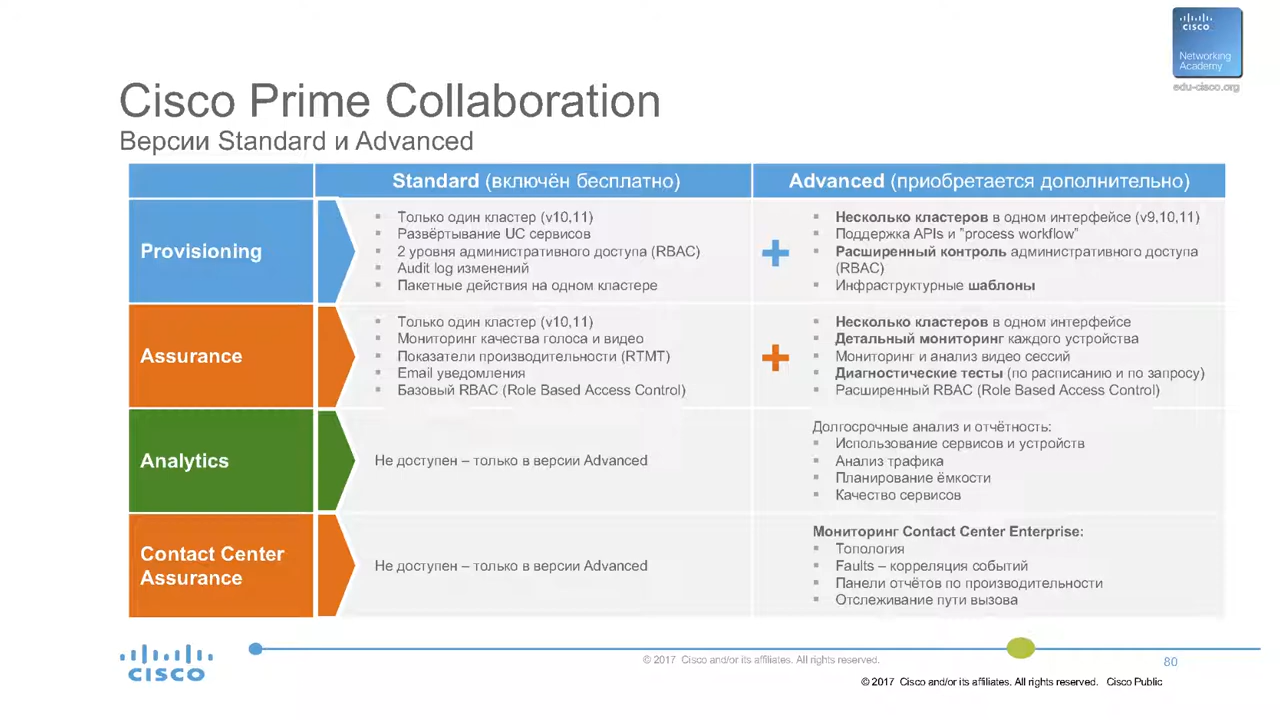 CISCO
Networking
Academy
edu-cisco.org
Cisco Prime Collaboration
Версии Standard и Advanced
Standard (включён бесплатно)
Advanced (приобретается дополнительно)
Provisioning
▪ Только один кластер (v10,11)
▪ Развёртывание UC сервисов
▪ 2 уровня административного доступа (RBAC)
▪ Audit log изменений
▪ Пакетные действия на одном кластере
+
▪ Несколько кластеров в одном интерфейсе (v9,10,11)
▪ Поддержка APIs и "process workflow"
▪ Расширенный контроль административного доступа
(RBAC)
▪ Инфраструктурные шаблоны
Assurance
▪ Только один кластер (v10,11)
▪ Мониторинг качества голоса и видео
▪ Показатели производительности (RTMT)
▪ Email уведомления
▪ Базовый RBAC (Role Based Access Control)
+
▪ Несколько кластеров в одном интерфейсе
▪ Детальный мониторинг каждого устройства
▪ Мониторинг и анализ видео сессий
▪ Диагностические тесты (по расписанию и по запросу)
▪ Расширенный RBAC (Role Based Access Control)
Analytics
Не доступен – только в версии Advanced
Долгосрочные анализ и отчётность:
▪ Использование сервисов и устройств
▪ Анализ трафика
▪ Планирование ёмкости
▪ Качество сервисов
Contact Center
Assurance
Не доступен – только в версии Advanced
Мониторинг Contact Center Enterprise:
▪ Топология
▪ Faults – корреляция событий
▪ Панели отчётов по производительности
▪ Отслеживание пути вызова
CISCO
© 2017 Cisco and/or its affiliates. All rights reserved.
80
© 2017 Cisco and/or its affiliates. All rights reserved. Cisco Public